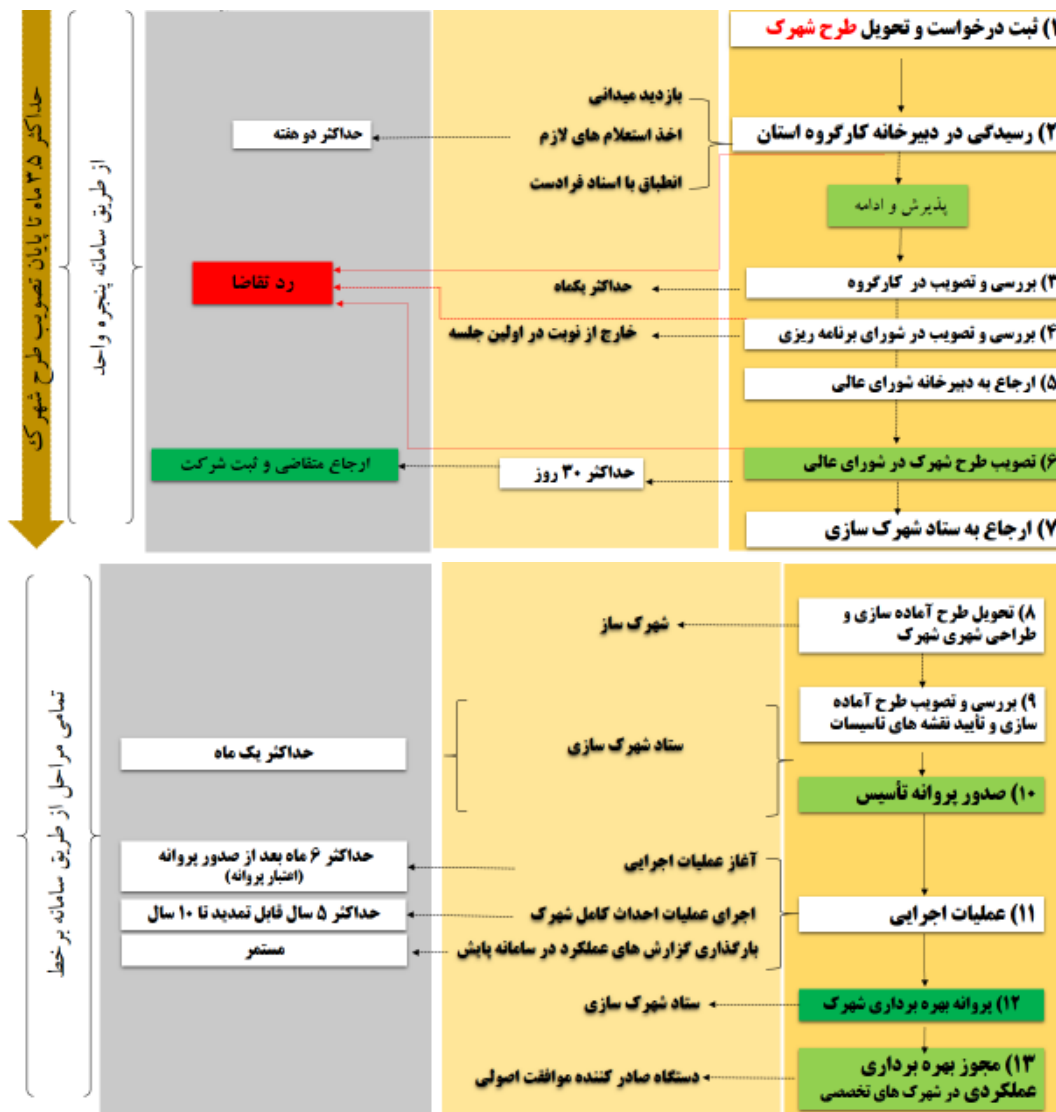 ۱) ثبت درخواست و تحویل طرح شهرک
بازدید میدانی
۲) رسیدگی در دبیرخانه کارگروه استان
اخذ استعلام های لازم
حداکثر دو هفته
انطباق با اسناد فرادست
پذیرش و ادامه
رد تقاضا
۳) بررسی و تصویب در کارگروه
حداکثر یکماه
۴) بررسی و تصویب در شورای برنامه ریزی
خارج از نوبت در اولین جلسه
۵) ارجاع به دبیرخانه شورای عالی
۶) تصویب طرح شهرک در شورای عالی
حداکثر ۳۰ روز
ارجاع متقاضی و ثبت شرکت
۷) ارجاع به ستاد شهرک سازی
از طریق سامانه پنجره واحد
حداکثر ۳.۵ ماه تا پایان تصویب طرح شهرک
۸) تحویل طرح آماده سازی و
طراحی شهری شهرک
شهرک ساز
۹) بررسی و تصویب طرح آماده
سازی و تأیید نقشه های تاسیسات
ستاد شهرک سازی
حداکثر یک ماه
۱۰) صدور پروانه تأسیس
آغاز عملیات اجرایی
حداکثر ۶ ماه بعد از صدور پروانه
(اعتبار پروانه)
۱۱) عملیات اجرایی
اجرای عملیات احداث کامل شهرک
حداکثر ۵ سال قابل تمدید تا ۱۰ سال
بارگذاری گزارش های عملکرد در سامانه پایش
مستمر
۱۲) پروانه بهره برداری شهرک
ستاد شهرک سازی
۱۳) مجوز بهره برداری
عملکردی در شهرک های تخصصی
دستگاه صادر کننده موافقت اصولی
تمامی مراحل از طریق سامانه برخط